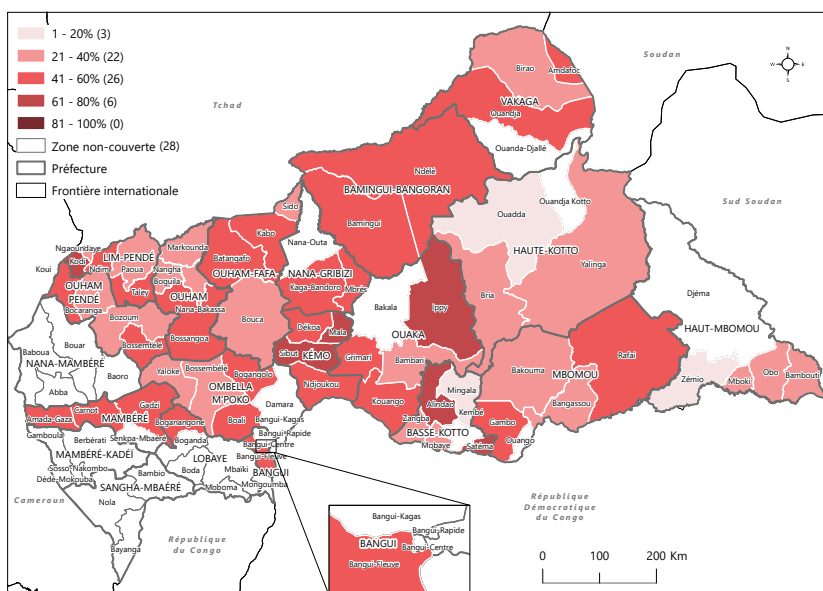 1 - 20% (3)
21 - 40% (22)
41 - 60% (26)
61 - 80% (6)
81 - 100% (0)
Zone non-couverte (28)
Préfecture
Frontière internationale
Tchad
Soudan
N
W E
S
Birao
Amdafoc
VAKAGA
Ouandja
Ouanda-Djallé
Ndélé
BAMINGUI-BANGORAN
Bamingui
Ouadda
Ouandja Kotto
Sud Soudan
HAUTE-KOTTO
Yalinga
Bria
Sido
Kabo
Markounda
Nana-Outa
Batangafo
OUHAM-FAFA
NANA-GRIBIZI
Kaga-Bandoro
Mbrés
Ngaoundaye
Kodi
LIM-PENDÉ
Koui
Ndim
Paoua
Nangha
Boguila
OUHAM
PENDÉ
Taley
OUHAM
Nana-Bakassa
Bocaranga
Bozoum
Bouca
Bakala
Ippy
OUAKA
Djéma
HAUT-MBOMOU
Bossemtélé
Bossangoa
Dékoa
Mala
Sibut
KÉMO
Grimari
Bambari
Bakouma
Rafai
MBOMOU
Bangassou
Zémio
Mboki
Obo
Bambouti
Bouar
Baboua
NANA-MAMBÉRÉ
Baoro
Abba
Yaloke
Bossembélé
Bogangolo
OMBELLA
M'POKO
Ndjoukou
Damara
Boali
Bangui-Kagas
Bangui-Rapide
Bangui-Centre
Bangui-Fleuve
BANGUI
Kouango
Mingala
Alindao
Kembé
Zangba
BASSE-KOTTO
Mobaye
Satema
Gambo
Ouango
Amada-Gaza
Carnot
Gadzi
MAMBÉRÉ
Boganangone
Gamboula
Berbérati
Senkpa-Mbaéré
Boganda
MAMBÉRÉ-KADÉÏ
LOBAYE
Sosso-Nakombo
Bambio
Boda
Mbaïki
Dédé-Mokouba
SANGHA-MBAÉRÉ
Moboma
Mongoumba
Nola
Bayanga
Cameroun
République
du Congo
République
Démocratique
du Congo
Bangui-Kagas
Bangui-Rapide
BANGUI
Bangui-Centre
Bangui-Fleuve
0 100 200 Km